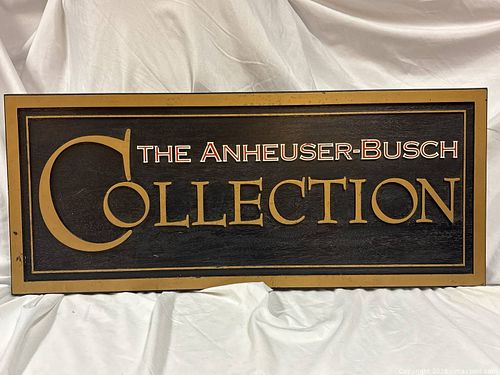 THE ANHEUSER-BUSCH
COLLECTION